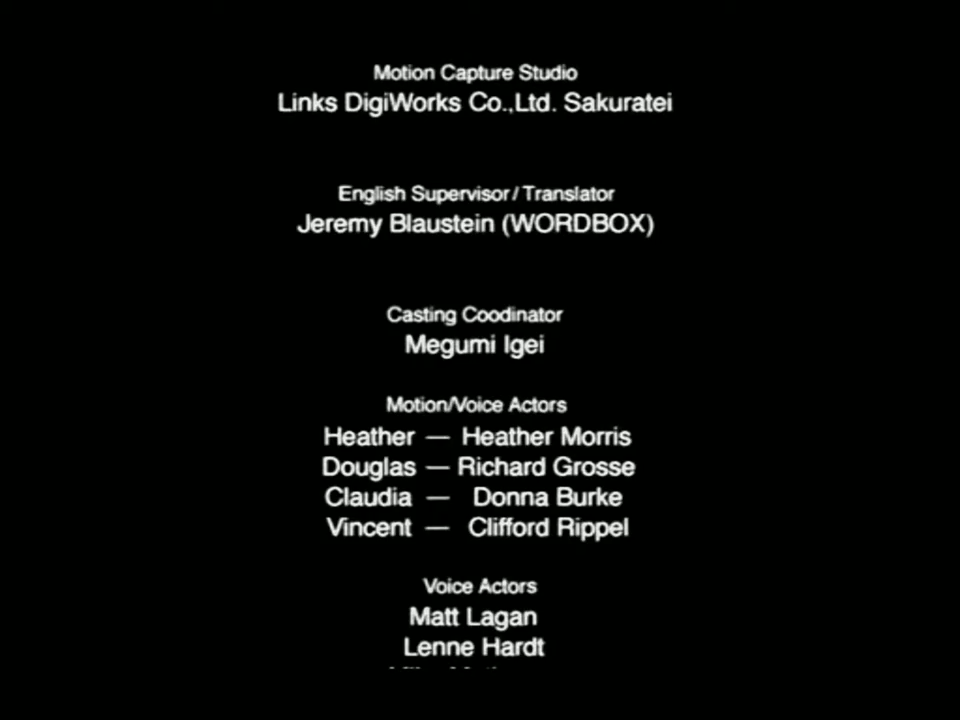 Motion Capture Studio
Links DigiWorks Co.,Ltd. Sakuratei
English Supervisor/Translator
Jeremy Blaustein (WORDBOX)
Casting Coodinator
Megumi Igei
Motion/Voice Actors
Heather — Heather Morris
Douglas — Richard Grosse
Claudia — Donna Burke
Vincent — Clifford Rippel
Voice Actors
Matt Lagan
Lenne Hardt